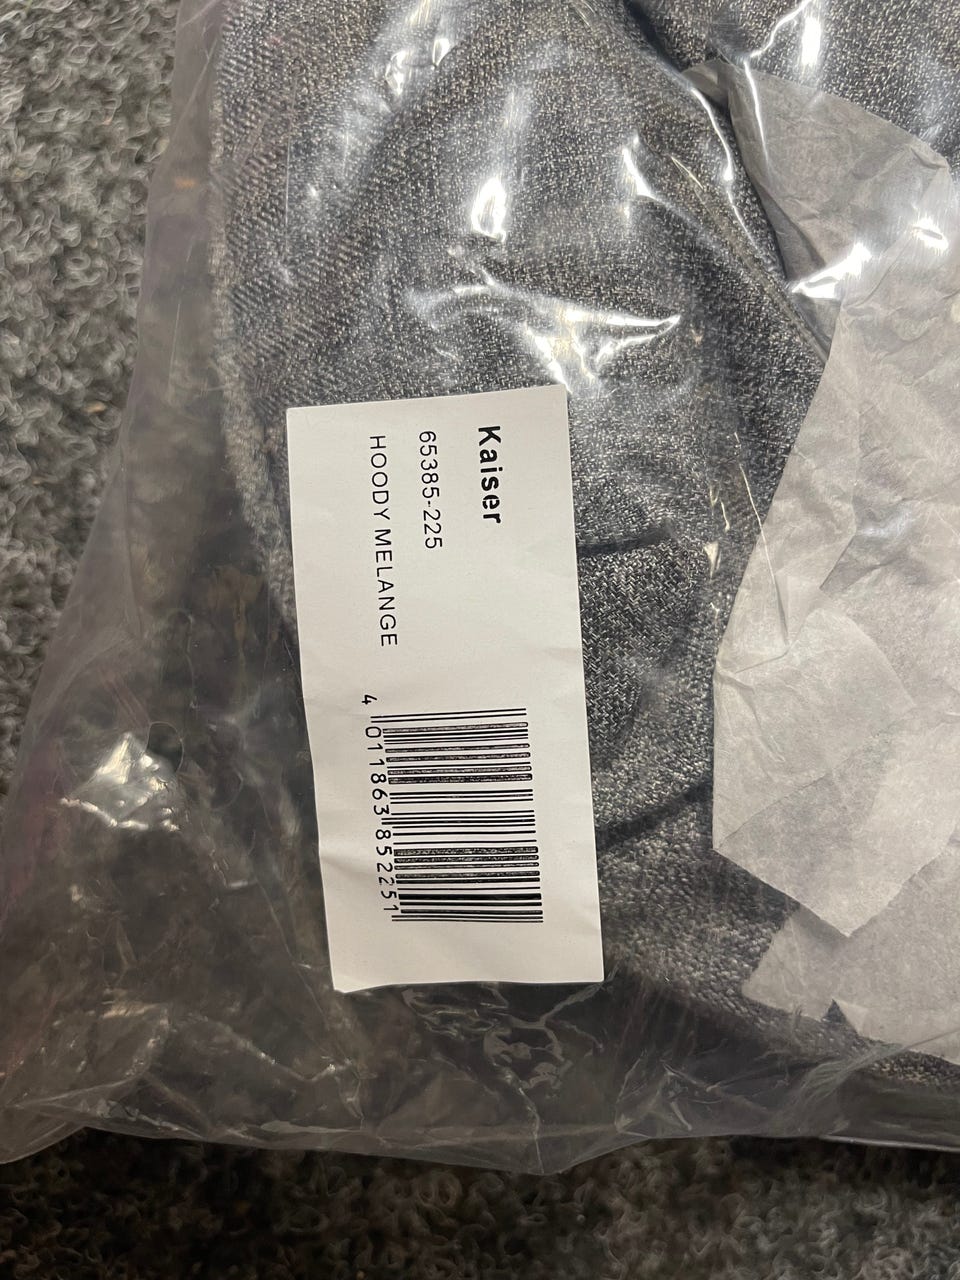 Kaiser
65385-225
HOODY MELANGE
4 011863 852251